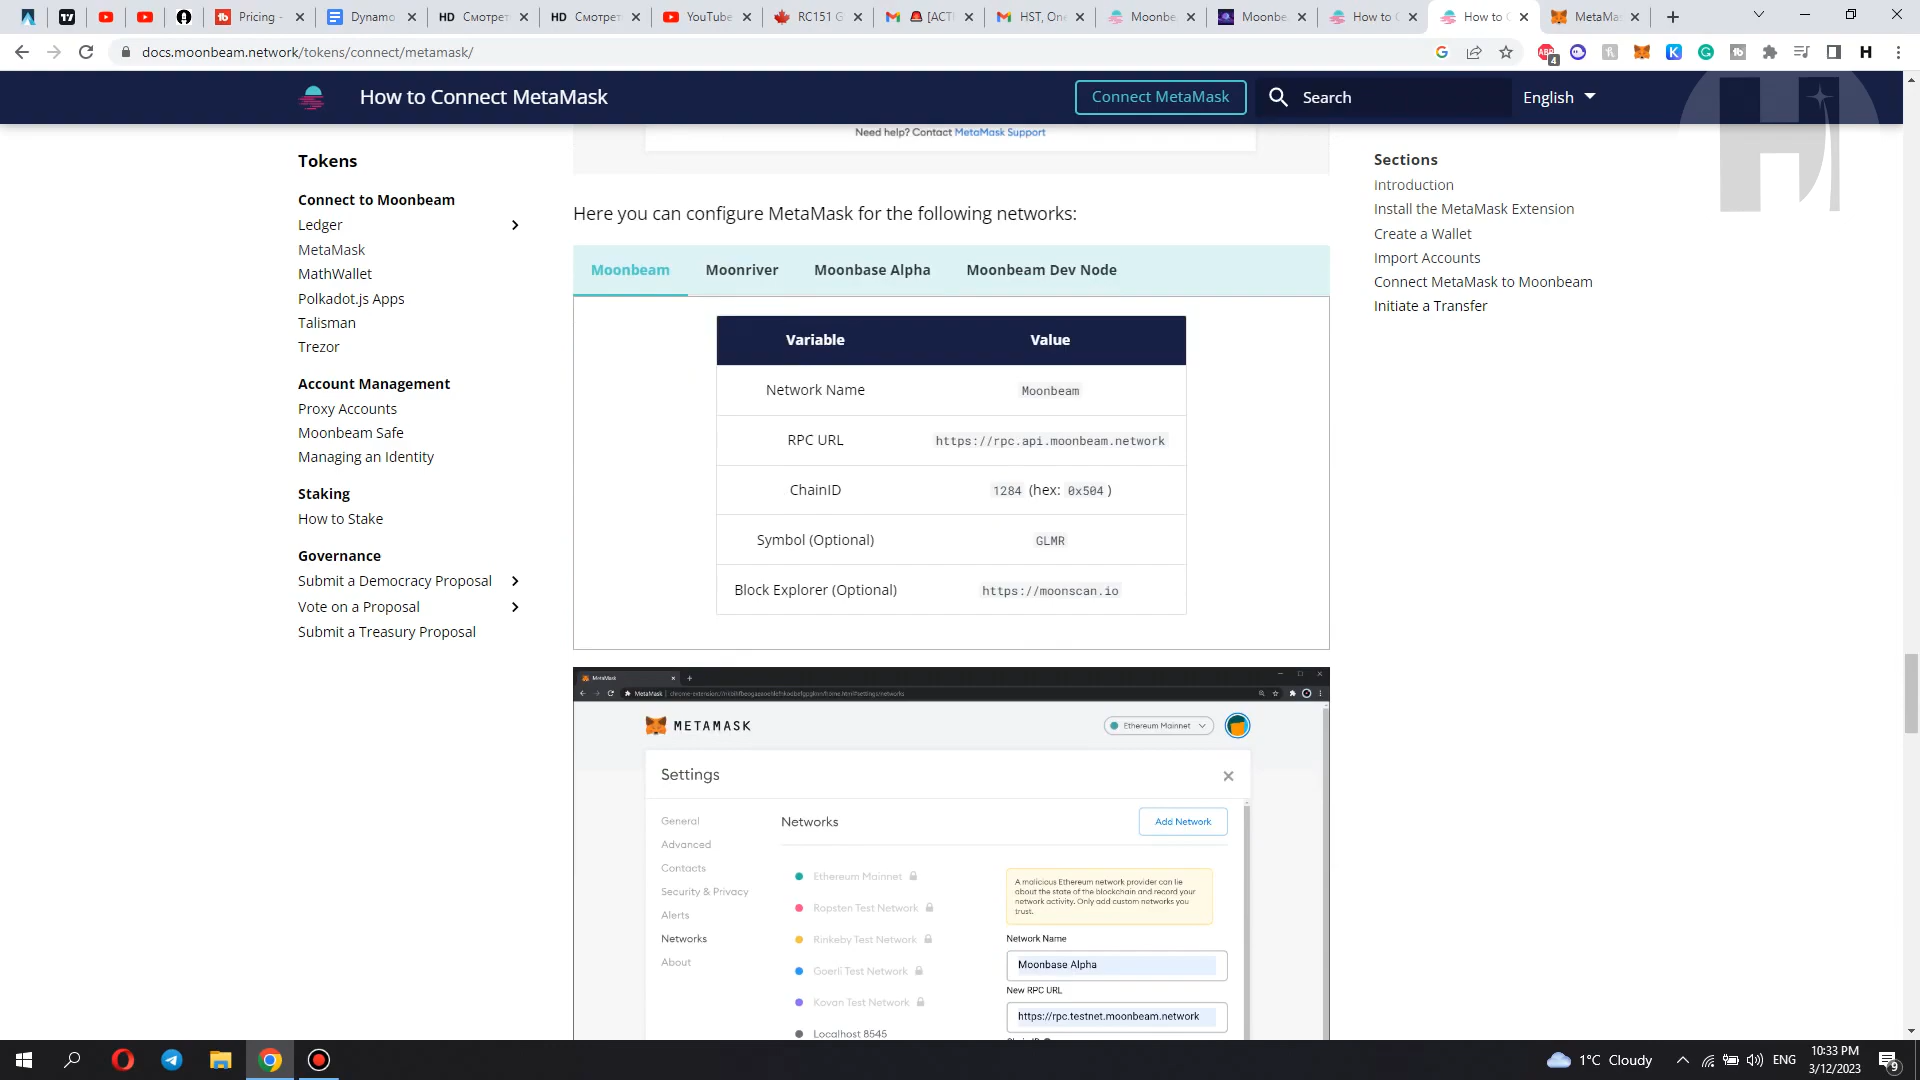 Pricing -
Dynamo
HD Смотрет
HD Смотрет
YouTube
RC151 G
[ACTI
HST, One
Moonbe
Moonbe
How to C
How to C
MetaMa
docs.moonbeam.network/tokens/connect/metamask/
How to Connect MetaMask
Connect MetaMask
Search
English
Need help? Contact MetaMask Support
Tokens
Connect to Moonbeam
Ledger
MetaMask
MathWallet
Polkadot.js Apps
Talisman
Trezor
Account Management
Proxy Accounts
Moonbeam Safe
Managing an Identity
Staking
How to Stake
Governance
Submit a Democracy Proposal
Vote on a Proposal
Submit a Treasury Proposal
Here you can configure MetaMask for the following networks:
Moonbeam Moonriver Moonbase Alpha Moonbeam Dev Node
Variable Value
Network Name Moonbeam
RPC URL https://rpc.api.moonbeam.network
ChainID 1284 (hex: 0x504)
Symbol (Optional) GLMR
Block Explorer (Optional) https://moonscan.io
MetaMask
MetaMask
METAMASK
Ethereum Mainnet
Settings
General
Advanced
Contacts
Security & Privacy
Alerts
Networks
About
Networks
Add Network
Ethereum Mainnet
Ropsten Test Network
Rinkeby Test Network
Goerli Test Network
Kovan Test Network
Localhost 8545
A malicious Ethereum network provider can lie
about the state of the blockchain and record your
network activity. Only add custom networks you
trust.
Network Name
Moonbase Alpha
New RPC URL
https://rpc.testnet.moonbeam.network
Sections
Introduction
Install the MetaMask Extension
Create a Wallet
Import Accounts
Connect MetaMask to Moonbeam
Initiate a Transfer
H
1°C Cloudy
ENG
10:33 PM
3/12/2023
9